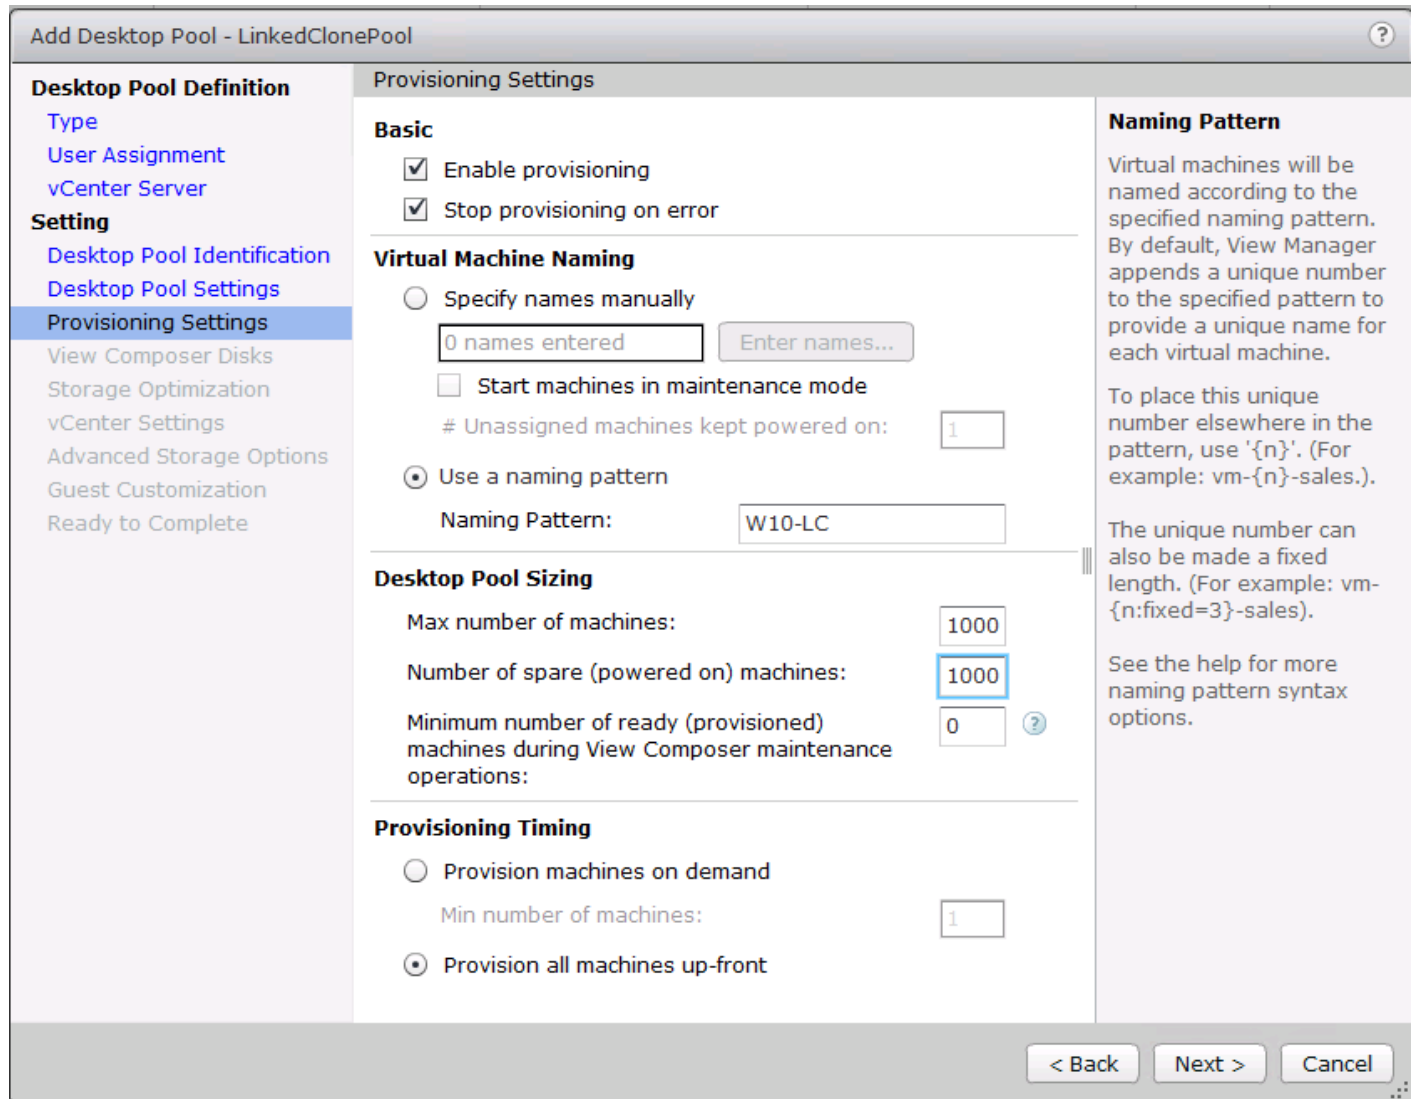 Add Desktop Pool - LinkedClonePool
?
Desktop Pool Definition
Type
User Assignment
vCenter Server
Setting
Desktop Pool Identification
Desktop Pool Settings
Provisioning Settings
View Composer Disks
Storage Optimization
vCenter Settings
Advanced Storage Options
Guest Customization
Ready to Complete
Provisioning Settings
Basic
Enable provisioning
Stop provisioning on error
Virtual Machine Naming
Specify names manually
0 names entered
Enter names...
Start machines in maintenance mode
# Unassigned machines kept powered on:
1
Use a naming pattern
Naming Pattern:
W10-LC
Desktop Pool Sizing
Max number of machines:
1000
Number of spare (powered on) machines:
1000
Minimum number of ready (provisioned)
machines during View Composer maintenance
operations:
0
?
Provisioning Timing
Provision machines on demand
Min number of machines:
1
Provision all machines up-front
Naming Pattern
Virtual machines will be
named according to the
specified naming pattern.
By default, View Manager
appends a unique number
to the specified pattern to
provide a unique name for
each virtual machine.
To place this unique
number elsewhere in the
pattern, use '{n}'. (For
example: vm-{n}-sales.).
The unique number can
also be made a fixed
length. (For example: vm-
{n:fixed=3}-sales).
See the help for more
naming pattern syntax
options.
< Back
Next >
Cancel